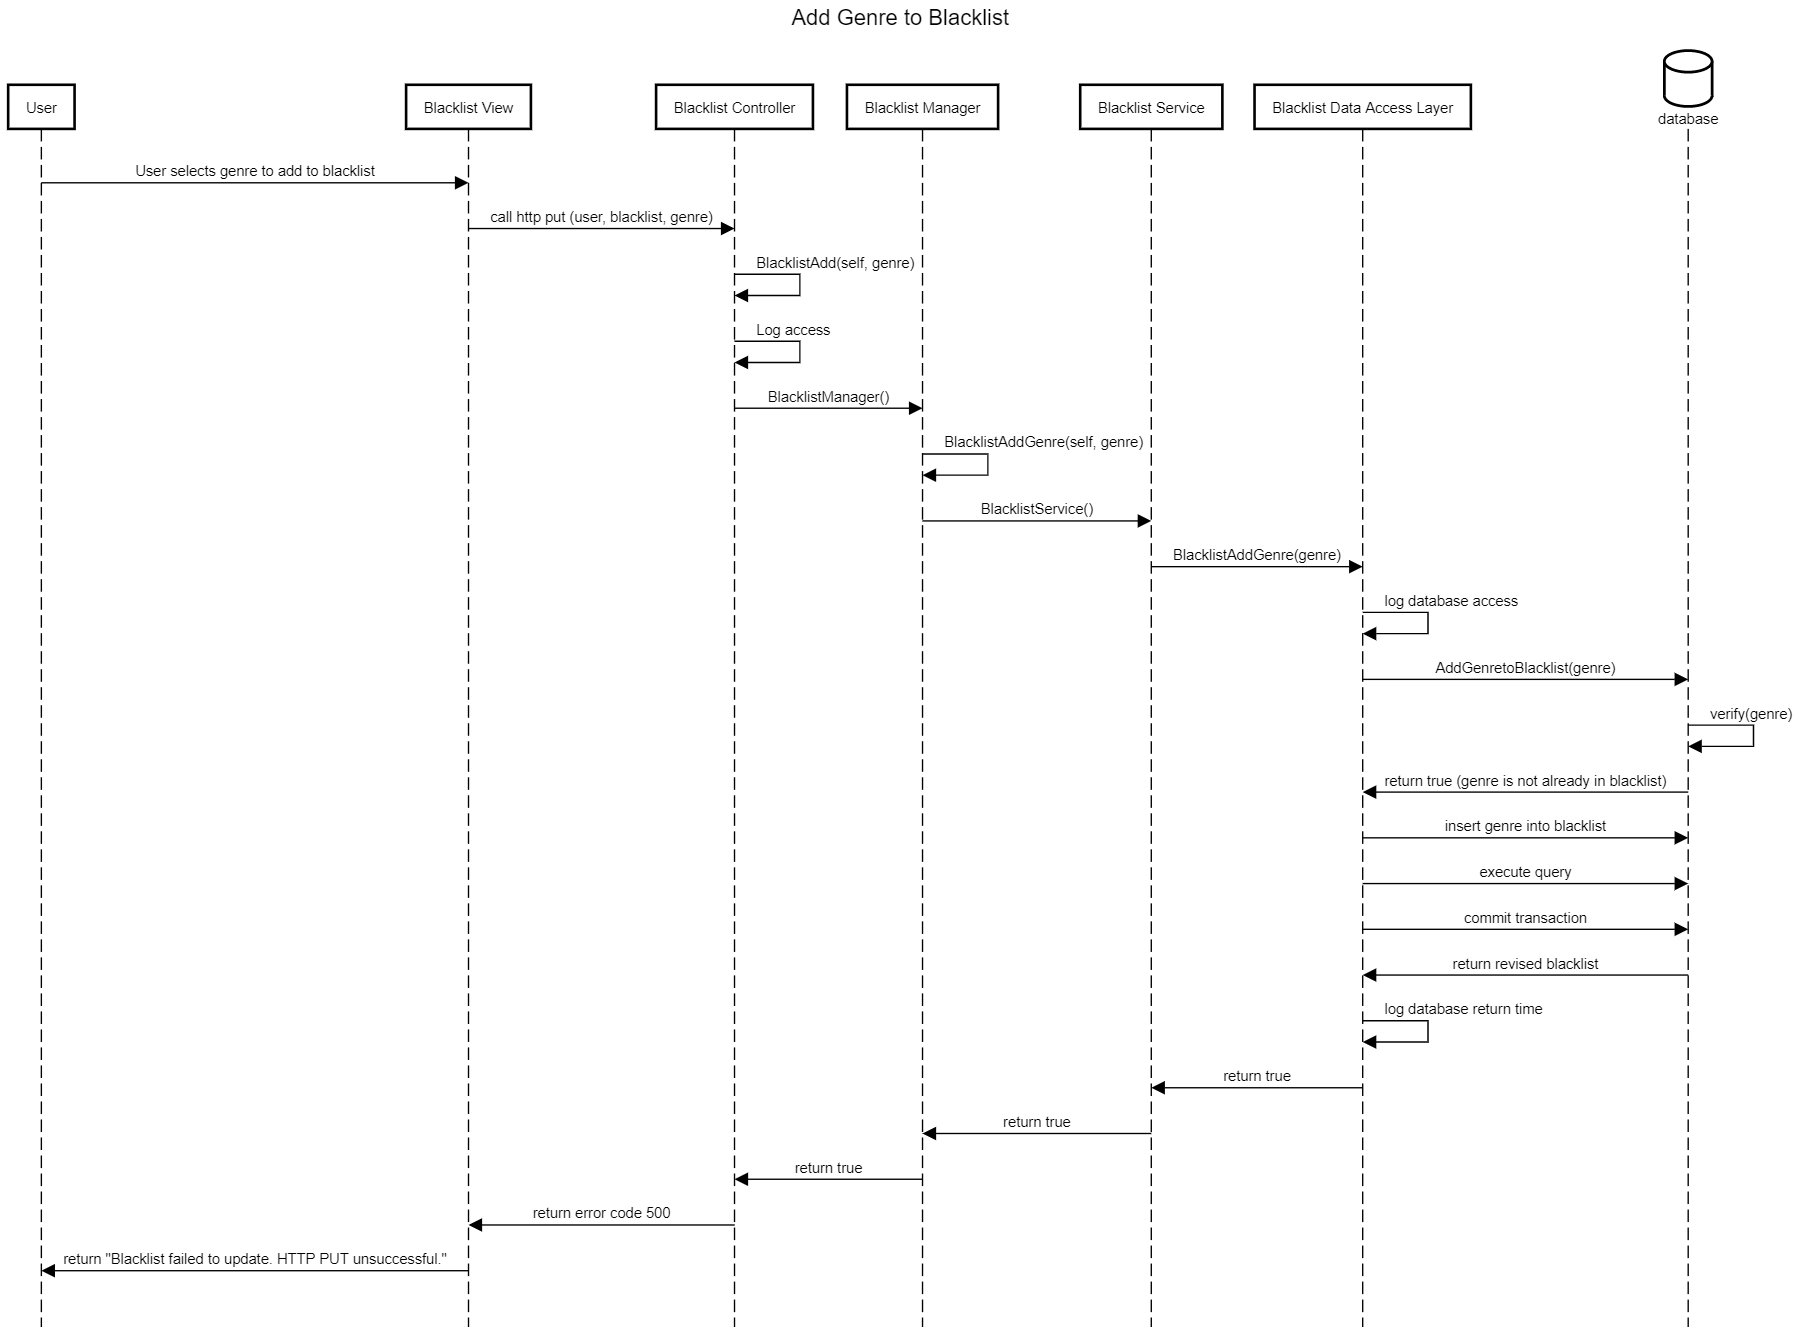 Add Genre to Blacklist
User
Blacklist View
Blacklist Controller
Blacklist Manager
Blacklist Service
Blacklist Data Access Layer
database
User selects genre to add to blacklist
call http put (user, blacklist, genre)
BlacklistAdd(self, genre)
Log access
BlacklistManager()
BlacklistAddGenre(self, genre)
BlacklistService()
BlacklistAddGenre(genre)
log database access
AddGenretoBlacklist(genre)
verify(genre)
return true (genre is not already in blacklist)
insert genre into blacklist
execute query
commit transaction
return revised blacklist
log database return time
return true
return true
return true
return error code 500
return "Blacklist failed to update. HTTP PUT unsuccessful."